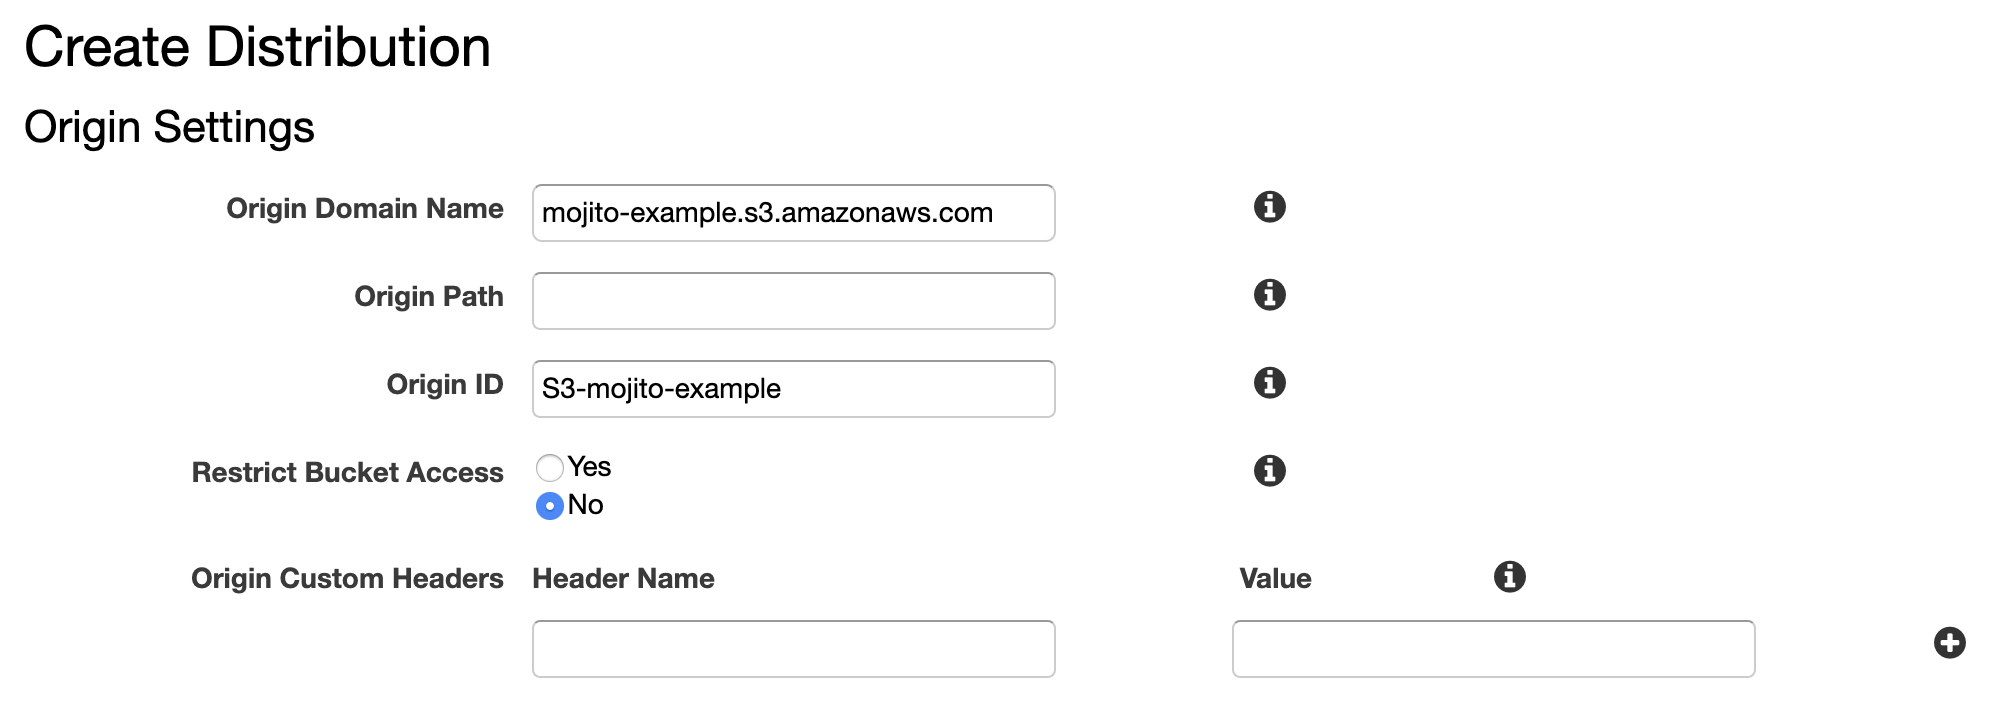 Create Distribution
Origin Settings
Origin Domain Name mojito-example.s3.amazonaws.com
Origin Path
Origin ID S3-mojito-example
Restrict Bucket Access Yes
No
Origin Custom Headers Header Name Value